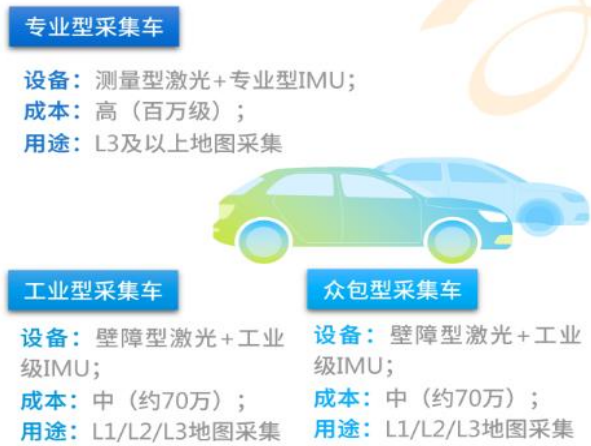 专业型采集车
设备：测量型激光+专业型IMU；
成本：高（百万级）；
用途：L3及以上地图采集
工业型采集车
设备：壁障型激光+工业
级IMU；
成本：中（约70万）；
用途：L1/L2/L3地图采集
众包型采集车
设备：壁障型激光+工业
级IMU；
成本：中（约70万）；
用途：L1/L2/L3地图采集